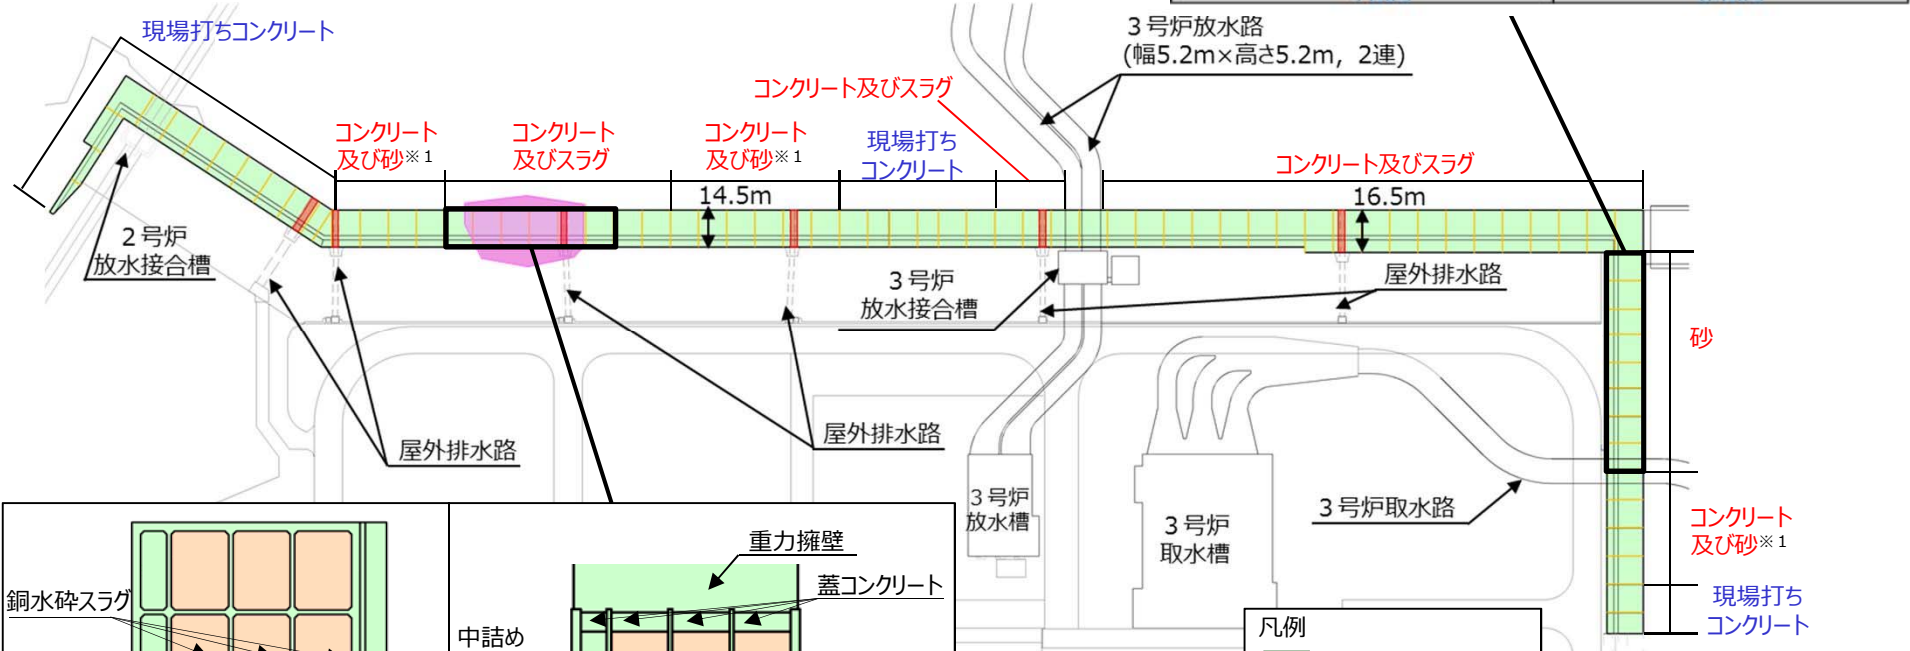 現場打ちコンクリート
3号炉放水路
(幅5.2m×高さ5.2m，2連)
コンクリート及びスラグ
コンクリート
及び砂※1
コンクリート
及びスラグ
コンクリート
及び砂※1
現場打ち
コンクリート
コンクリート及びスラグ
14.5m
16.5m
2号炉
放水接合槽
3号炉
放水接合槽
屋外排水路
砂
屋外排水路
屋外排水路
3号炉
放水槽
3号炉
取水槽
3号炉取水路
コンクリート
及び砂※1
現場打ち
コンクリート
重力擁壁
蓋コンクリート
銅水砕スラグ
中詰め
凡例